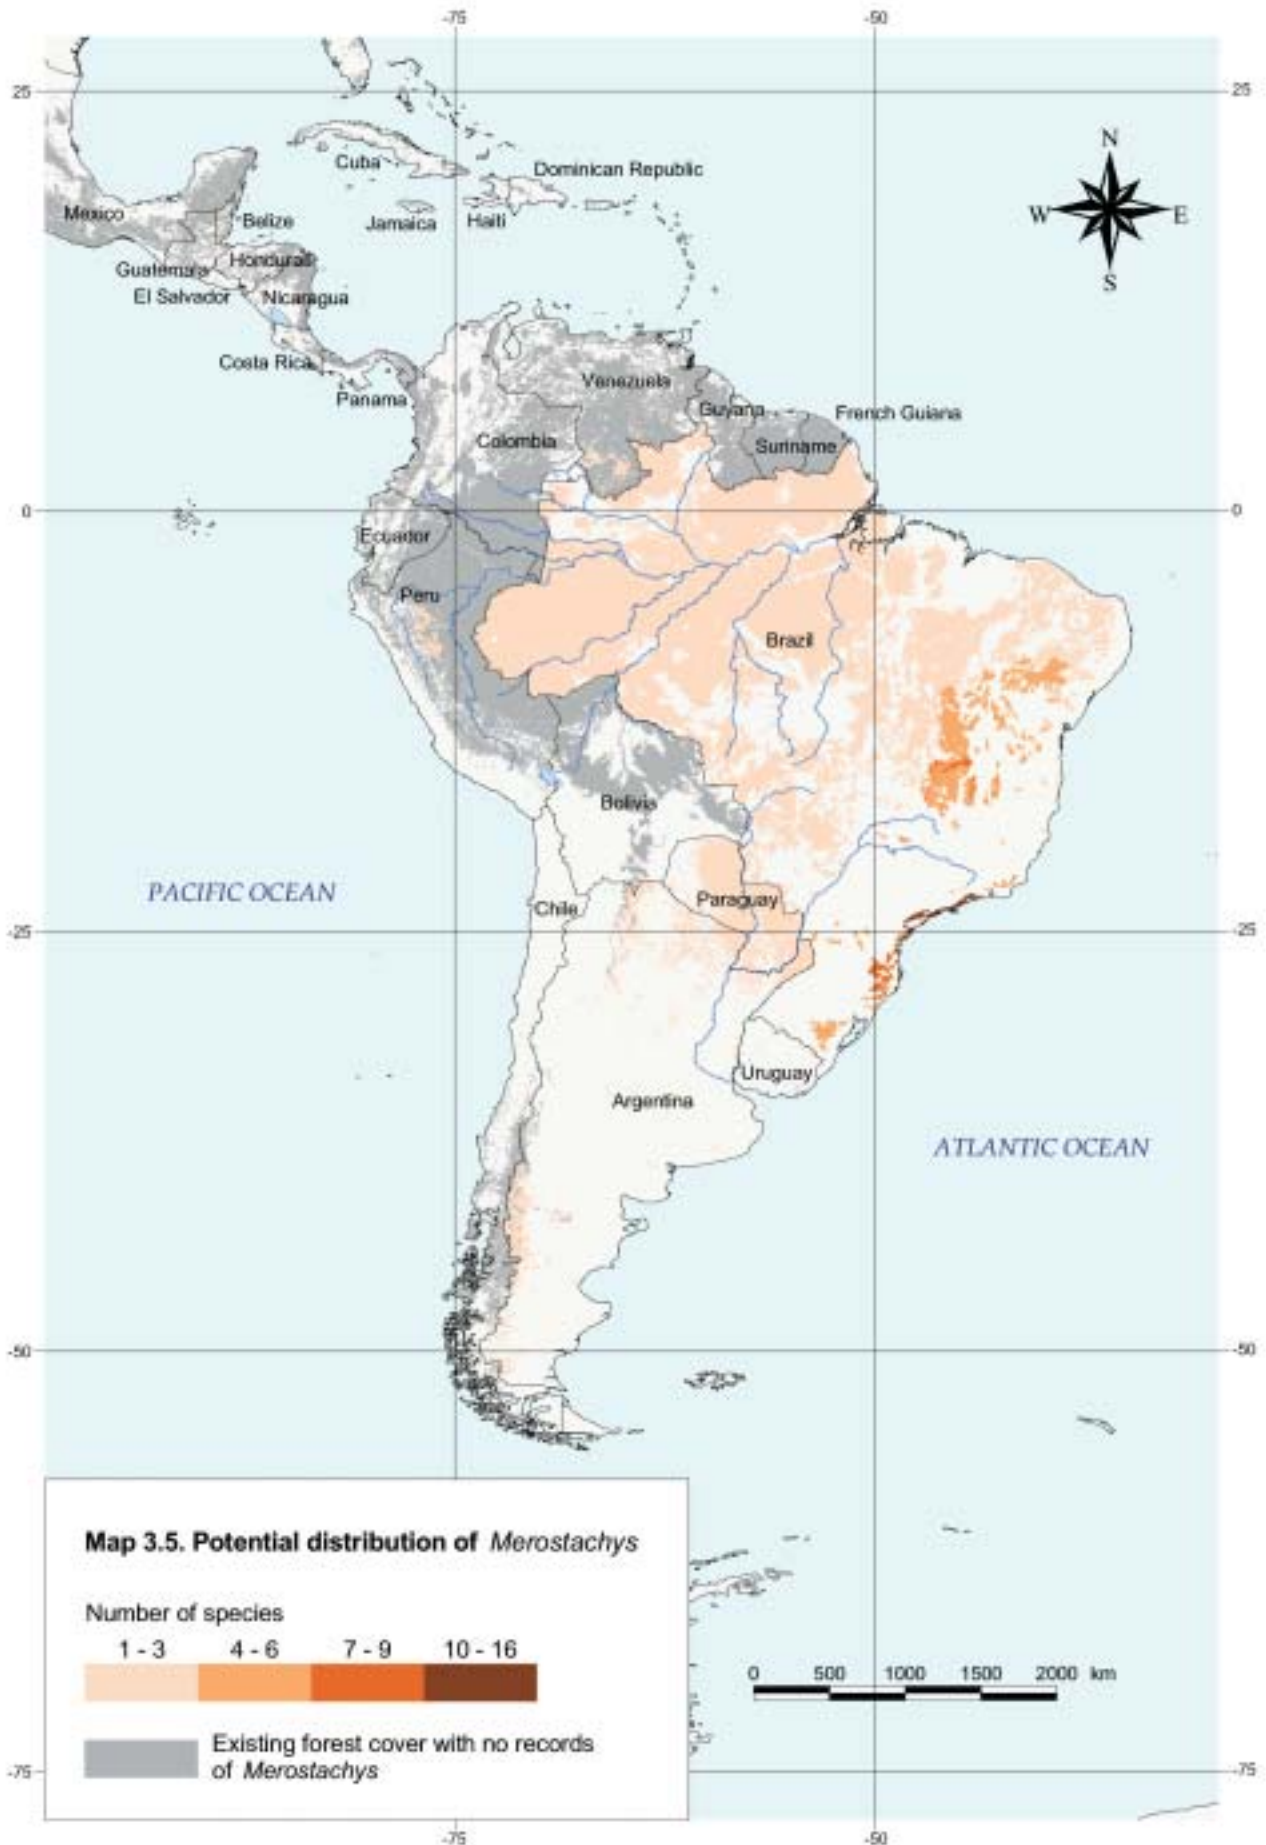 -75
-50
25
25
N
W
E
S
Cuba
Dominican Republic
Mexico
Belize
Jamaica
Haiti
Guatemala
Honduras
El Salvador
Nicaragua
Costa Rica
Panama
Venezuela
Guyana
French Guiana
Colombia
Suriname
0
0
Ecuador
Peru
Brazil
Bolivia
PACIFIC OCEAN
Chile
Paraguay
-25
-25
Uruguay
Argentina
ATLANTIC OCEAN
-50
-50
Map 3.5. Potential distribution of Merostachys
Number of species
1 - 3
4 - 6
7 - 9
10 - 16
Existing forest cover with no records
of Merostachys
0 500 1000 1500 2000 km
-75
-75
-75
-50